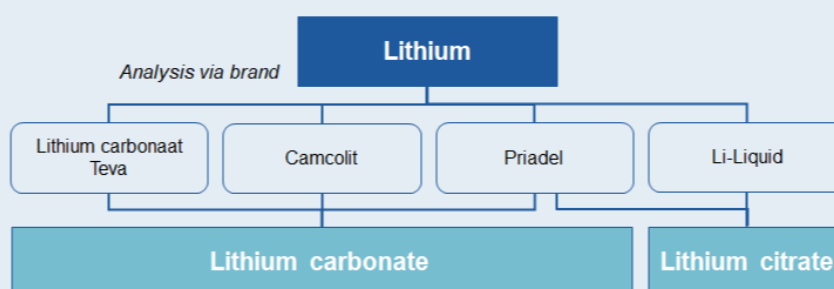 Lithium
Analysis via brand
Lithium carbonaat
Teva
Camcolit
Priadel
Li-Liquid
Lithium carbonate
Lithium citrate